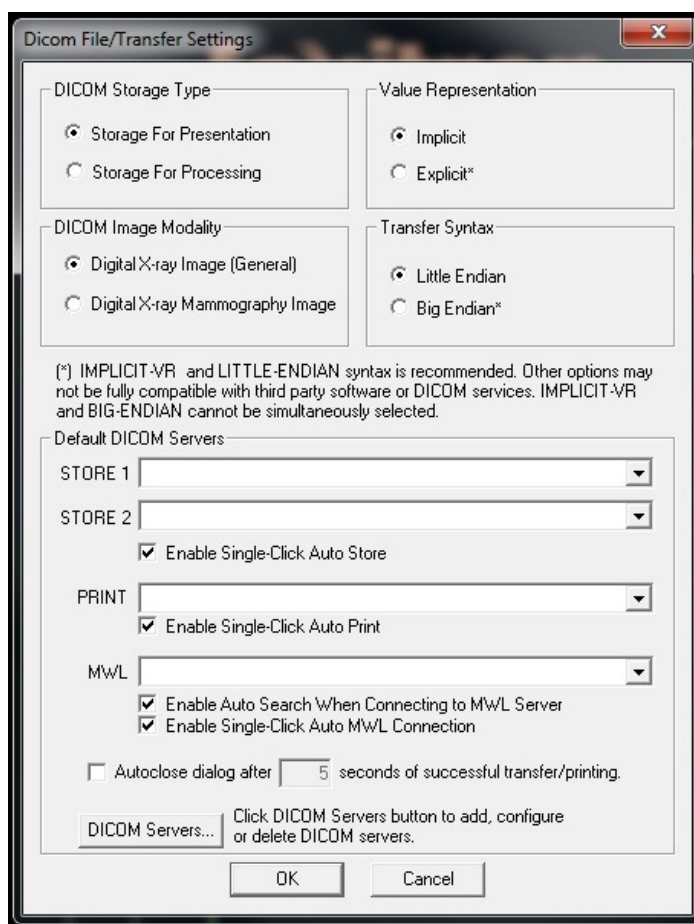 Dicom File/Transfer Settings
DICOM Storage Type
Storage For Presentation
Storage For Processing
Value Representation
Implicit
Explicit*
DICOM Image Modality
Digital X-ray Image (General)
Digital X-ray Mammography Image
Transfer Syntax
Little Endian
Big Endian*
(*) IMPLICIT-VR and LITTLE-ENDIAN syntax is recommended. Other options may
not be fully compatible with third party software or DICOM services. IMPLICIT-VR
and BIG-ENDIAN cannot be simultaneously selected.
Default DICOM Servers
STORE 1
STORE 2
Enable Single-Click Auto Store
PRINT
Enable Single-Click Auto Print
MWL
Enable Auto Search When Connecting to MWL Server
Enable Single-Click Auto MWL Connection
Autoclose dialog after 5 seconds of successful transfer/printing.
DICOM Servers...
Click DICOM Servers button to add, configure
or delete DICOM servers.
OK
Cancel